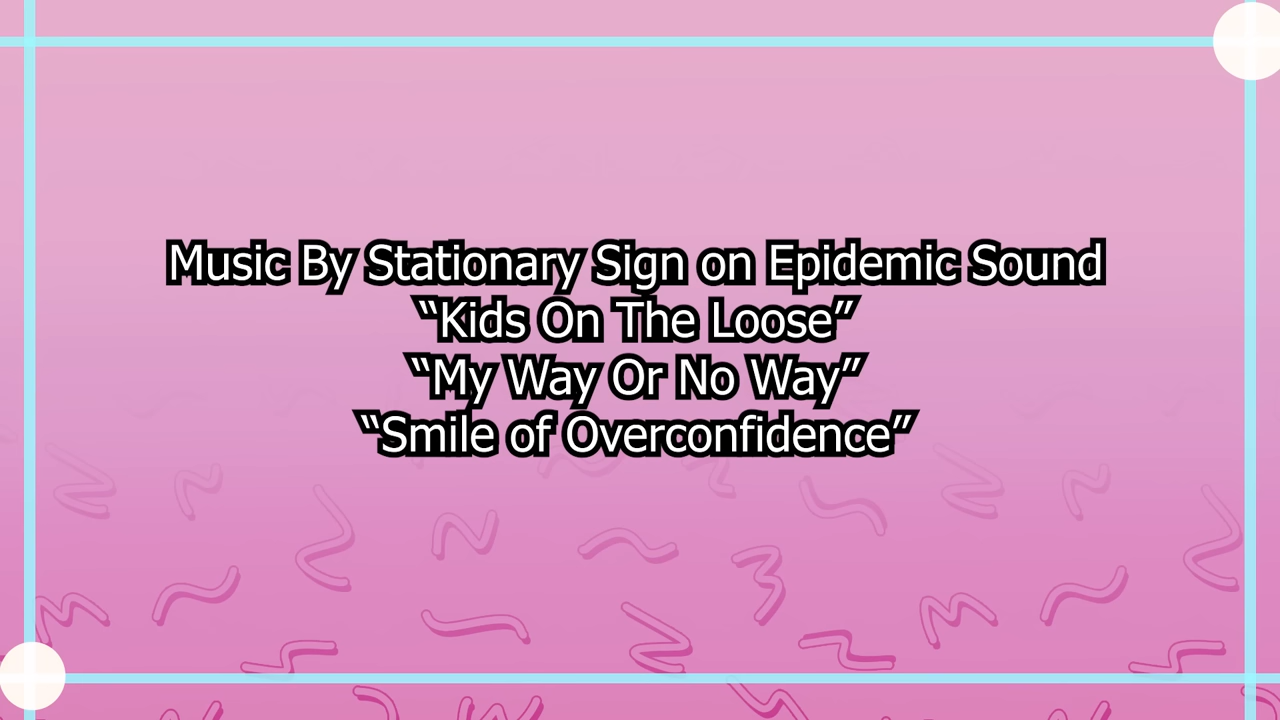 Music By Stationary Sign on Epidemic Sound
“Kids On The Loose”
“My Way Or No Way”
“Smile of Overconfidence”